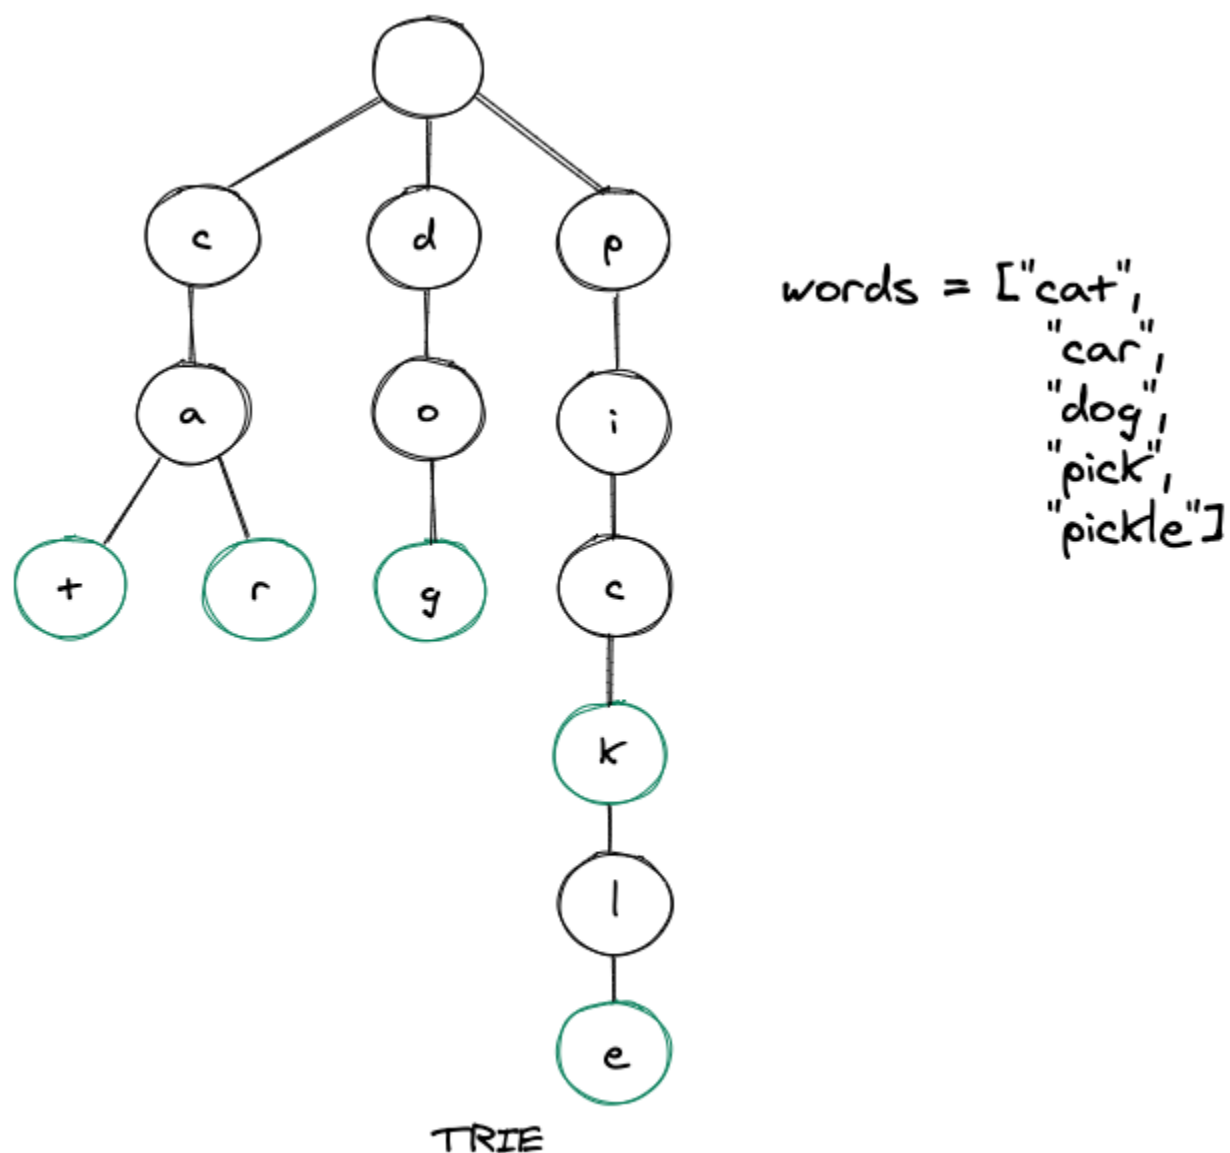 c d p
words = ["cat",
"car",
a o i
"dog",
"pick",
"pickle"]
t r g c
k
l
e
TRIE